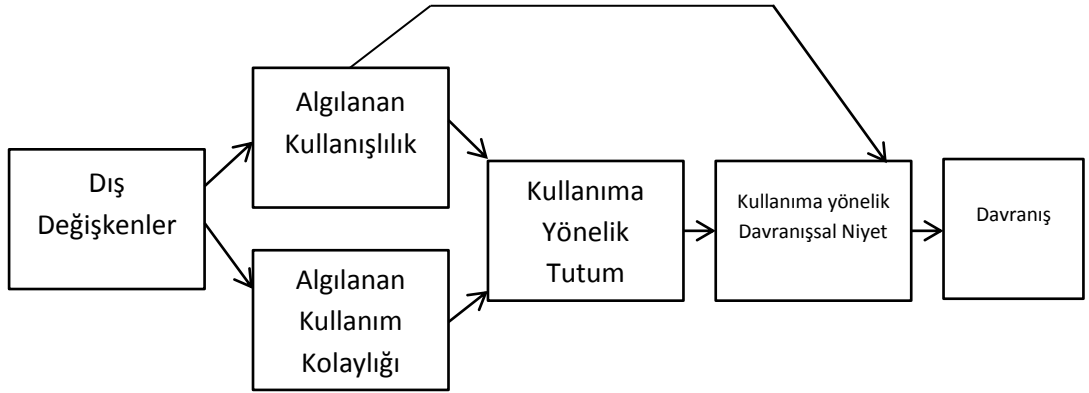 Dış
Değişkenler
Algılanan
Kullanışlılık
Algılanan
Kullanım
Kolaylığı
Kullanıma
Yönelik
Tutum
Kullanıma yönelik
Davranışsal Niyet
Davranış